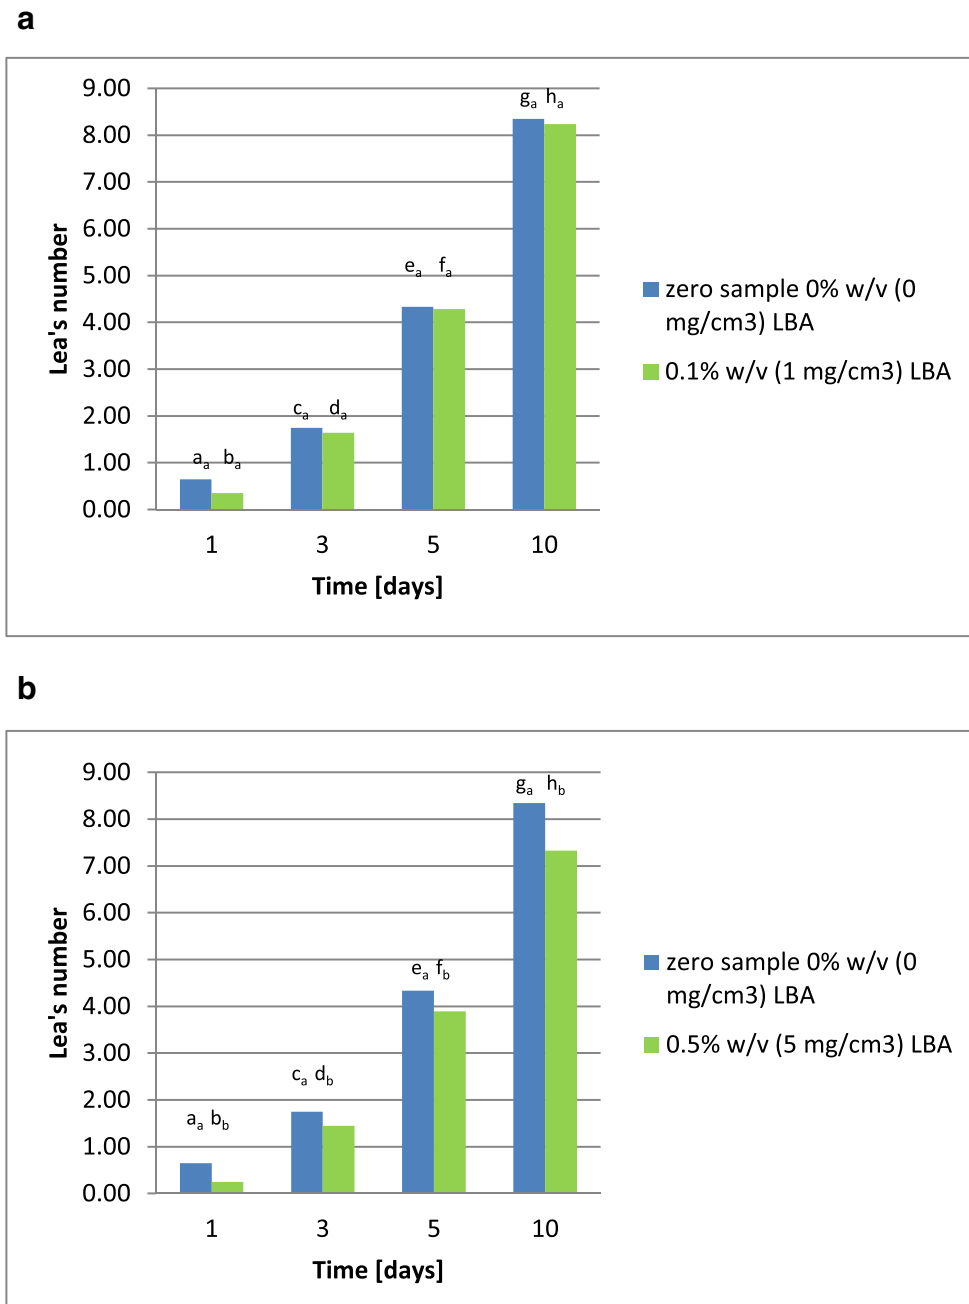 a
9.00
8.00
7.00
6.00
5.00
4.00
3.00
2.00
1.00
0.00
Lea's number
aₐ bₐ
cₐ dₐ
eₐ fₐ
gₐ hₐ
1 3 5 10
Time [days]
zero sample 0% w/v (0
mg/cm3) LBA
0.1% w/v (1 mg/cm3) LBA
b
9.00
8.00
7.00
6.00
5.00
4.00
3.00
2.00
1.00
0.00
Lea's number
aₐ b_b
cₐ d_b
eₐ f_b
gₐ h_b
1 3 5 10
Time [days]
zero sample 0% w/v (0
mg/cm3) LBA
0.5% w/v (5 mg/cm3) LBA